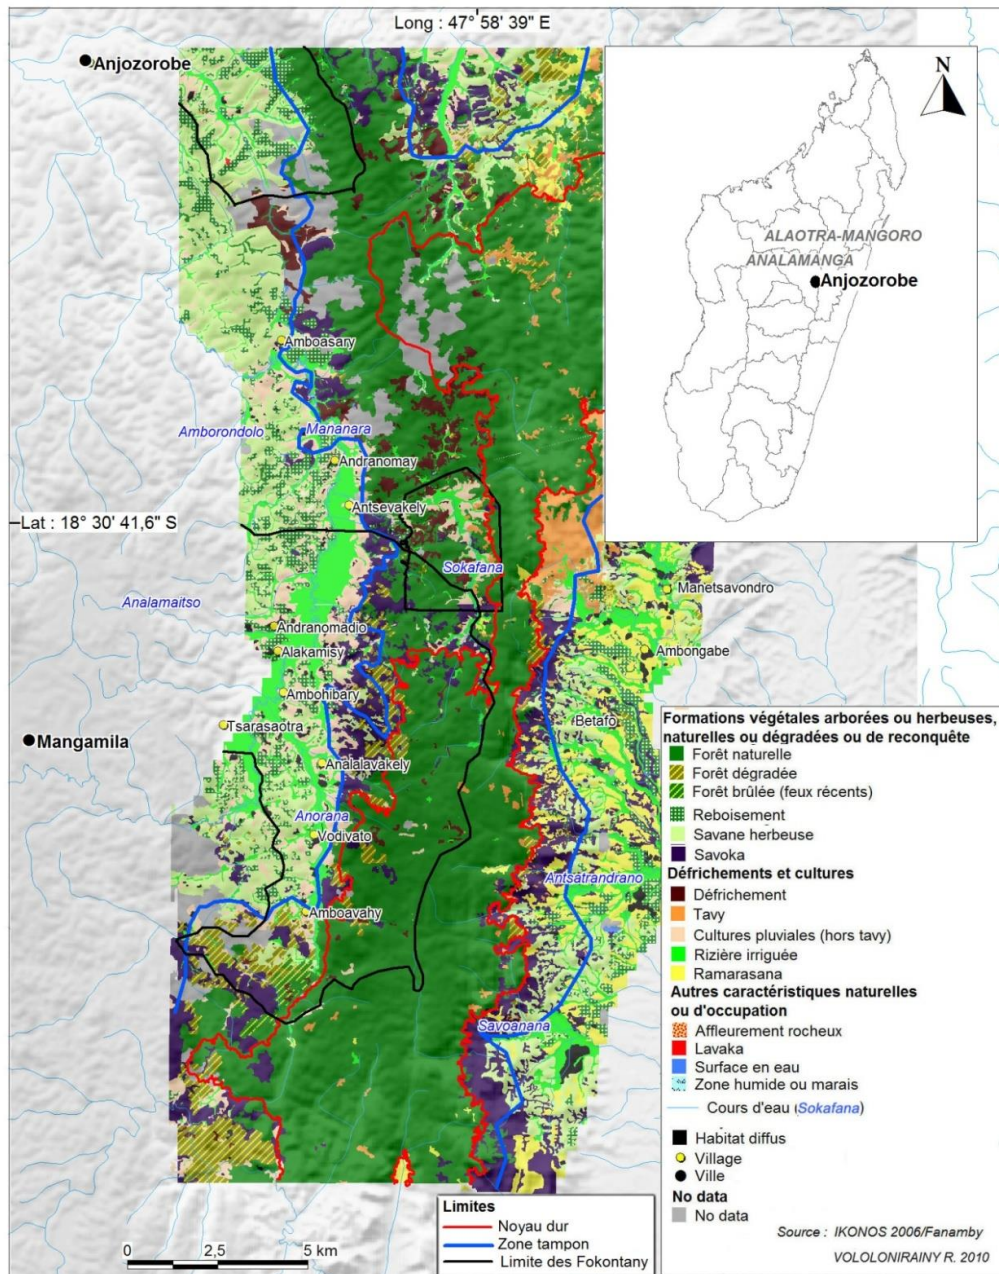 Long : 47° 58' 39" E
Anjozorobe
N
ALAOTRA-MANGORO
ANALAMANGA
Anjozorobe
Amboasary
Amborondolo
Mananara
Andranomay
Antsevakely
Lat : 18° 30' 41,6" S
Sokafana
Manetsavondro
Analamaitso
Andranomadio
Alakamisy
Ambongabe
Ambohibary
Tsarasaotra
Betafo
Mangamila
Analalavakely
Anorana
Vodivato
Antsatrandrano
Amboavahy
Savoanana
Formations végétales arborées ou herbeuses,
naturelles ou dégradées ou de reconquête
Forêt naturelle
Forêt dégradée
Forêt brûlée (feux récents)
Reboisement
Savane herbeuse
Savoka
Défrichements et cultures
Défrichement
Tavy
Cultures pluviales (hors tavy)
Rizière irriguée
Ramarasana
Autres caractéristiques naturelles
ou d'occupation
Affleurement rocheux
Lavaka
Surface en eau
Zone humide ou marais
Cours d'eau (Sokafana)
Habitat diffus
Village
Ville
No data
No data
Source : IKONOS 2006/Fanamby
VOLOLONIRAINY R. 2010
Limites
Noyau dur
Zone tampon
Limite des Fokontany
0 2,5 5 km